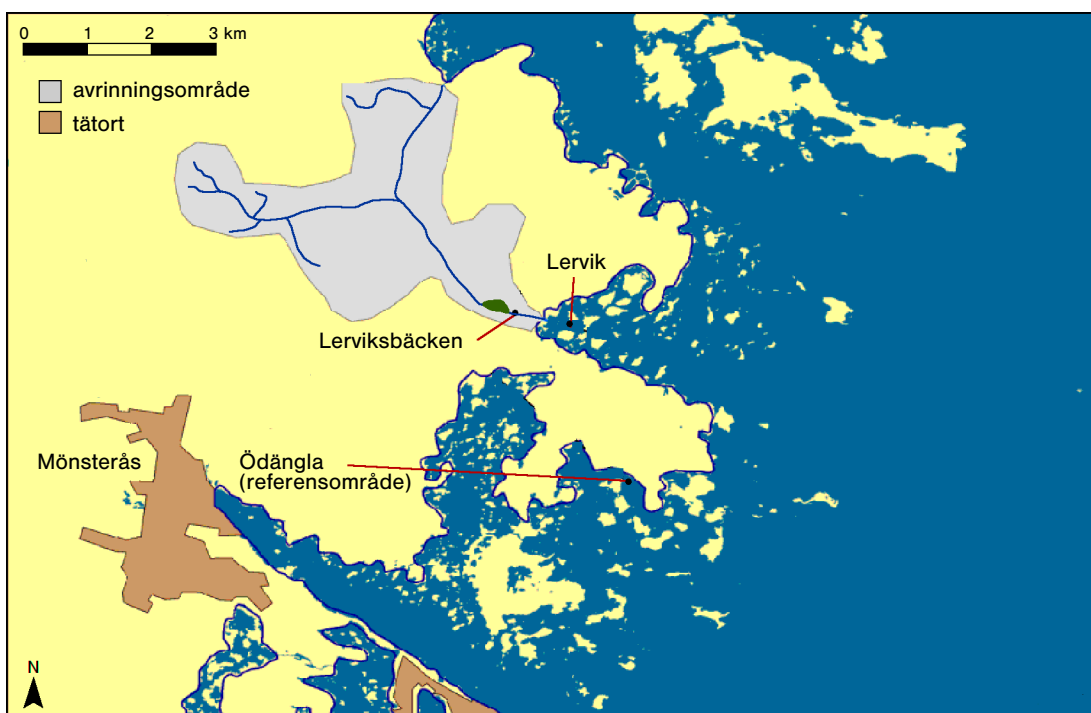 0 1 2 3 km
avrinningsområde
tätort
Lervik
Lerviksbäcken
Mönsterås
Ödängla
(referensområde)
N